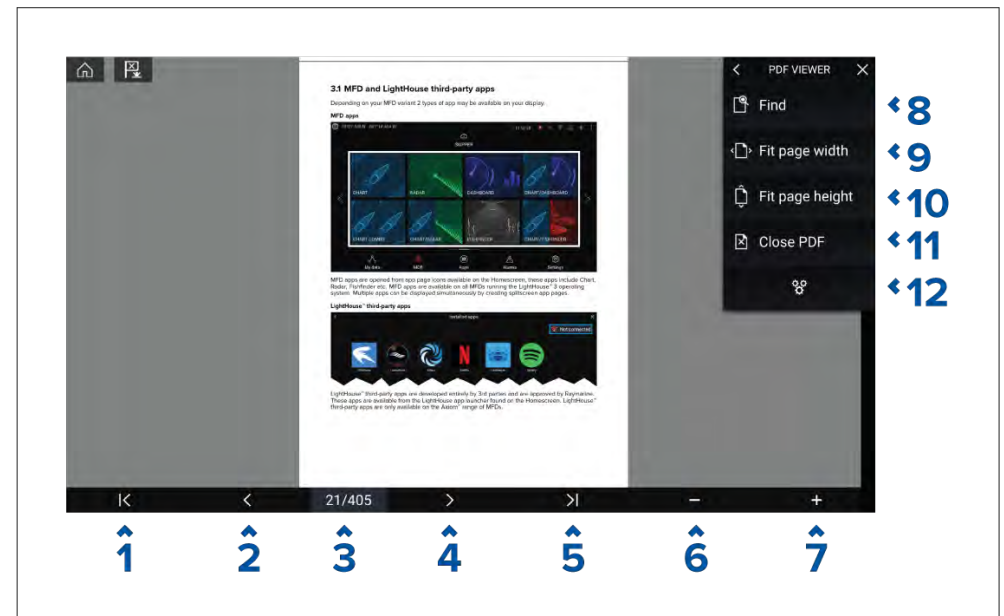 PDF VIEWER
3.1 MFD and LightHouse third-party apps
Find
Depending on your MFD variant 2 types of app may be available on your display.
8
MFD apps
Fit page width
9
CHART
RADAR
DASHBOARD
Fit page height
10
Close PDF
11
Apps
Alarms
Settings
MFD apps are opened from app page icons available on the Homescreen, these apps include Chart,
Radar, Fishfinder etc. MFD apps are available on all MFDs running the LightHouse™ 3 operating
system. Multiple apps can be displayed simultaneously by creating splitscreen app pages.
12
LightHouse™ third-party apps
Installed apps
Not connected
LightHouse™ third-party apps are developed entirely by 3rd parties and are approved by Raymarine.
These apps are available from the LightHouse app launcher found on the Homescreen. LightHouse™
third-party apps are only available on the Axiom™ range of MFDs.
21/405
1
2
3
4
5
6
7